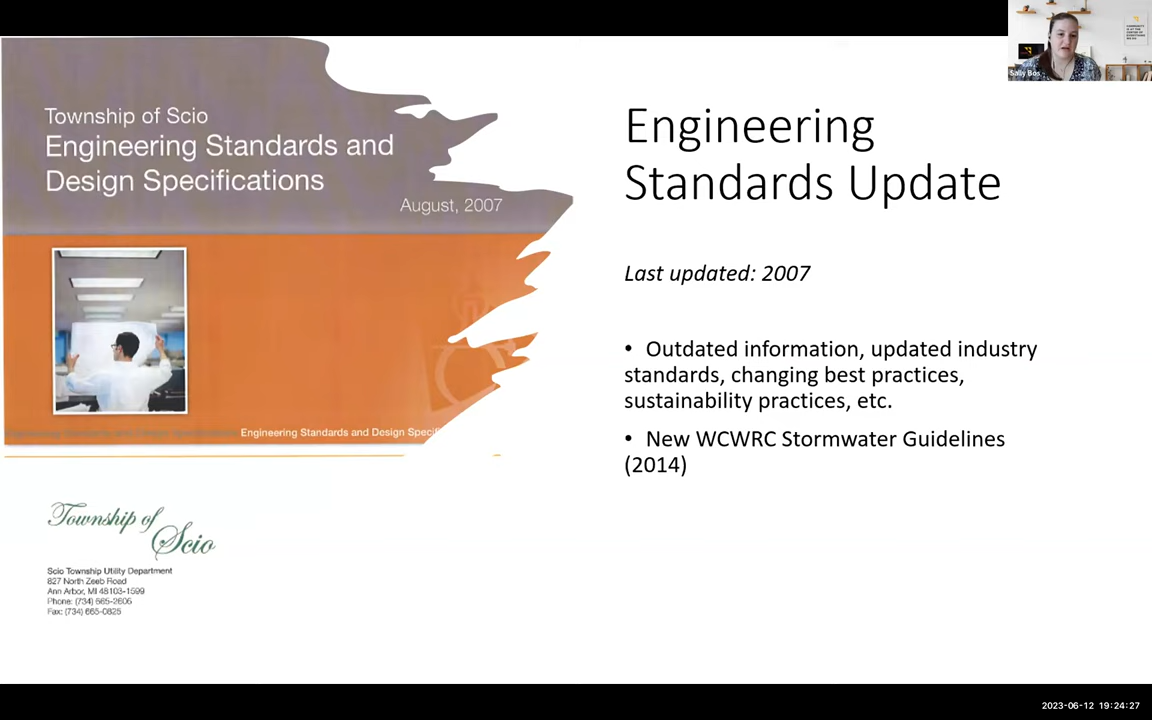 Township of Scio
Engineering Standards and
Design Specifications
August, 2007
Engineering Standards and Design Specifi
Township of
Scio
Scio Township Utility Department
827 North Zeeb Road
Ann Arbor, MI 48103-1599
Phone: (734) 665-2606
Fax: (734) 665-0825
Engineering
Standards Update
Last updated: 2007
• Outdated information, updated industry
standards, changing best practices,
sustainability practices, etc.
• New WCWRC Stormwater Guidelines
(2014)
Sally Bos
2023-06-12 19:24:27